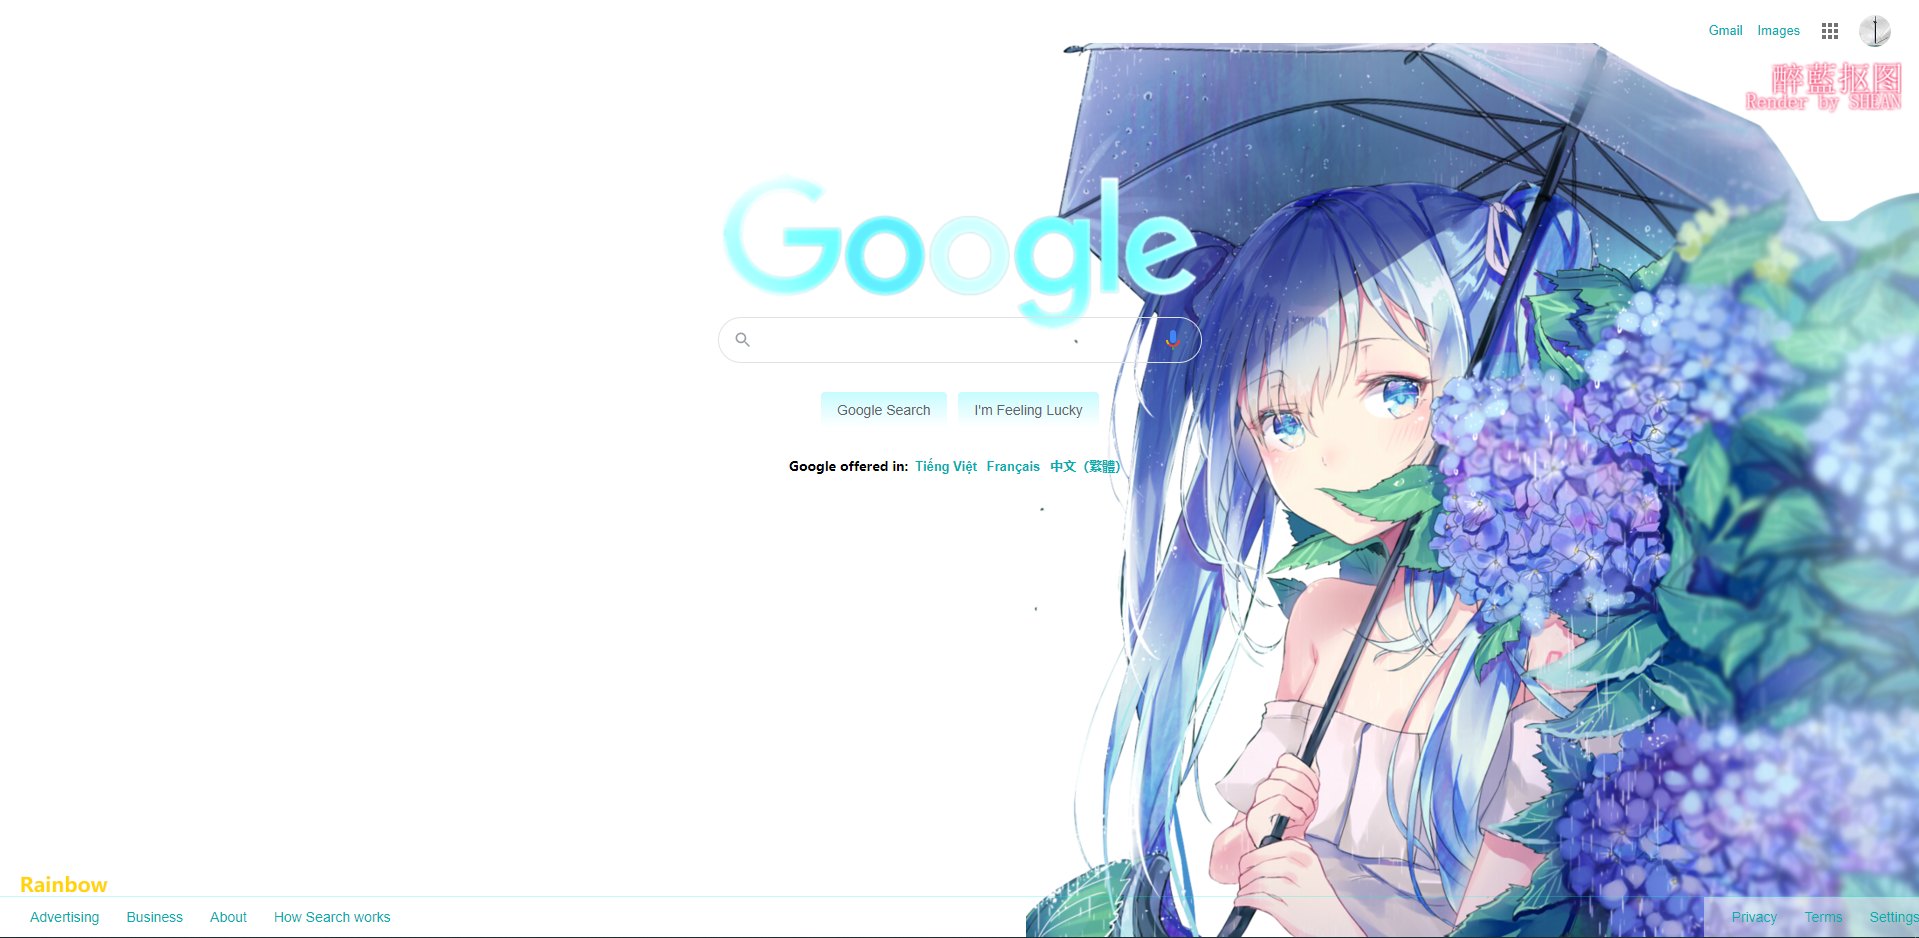 Gmail Images
醉藍抠图
Render by SHEAN
Google
Google Search I'm Feeling Lucky
Google offered in: Tiếng Việt Français 中文（繁體）
Rainbow
Advertising Business About How Search works Privacy Terms Settings